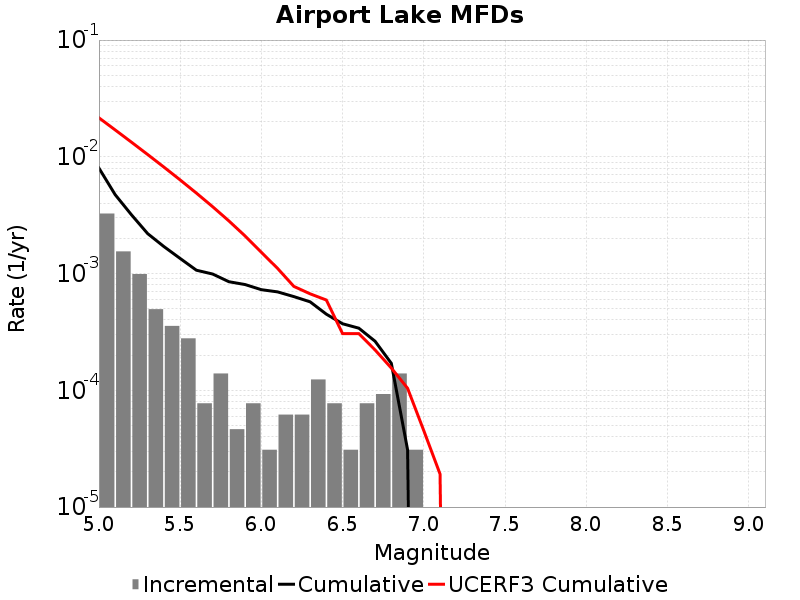 Airport Lake MFDs
Rate (1/yr)
10-1
10-2
10-3
10-4
10-5
5.0 5.5 6.0 6.5 7.0 7.5 8.0 8.5 9.0
Magnitude
Incremental Cumulative UCERF3 Cumulative